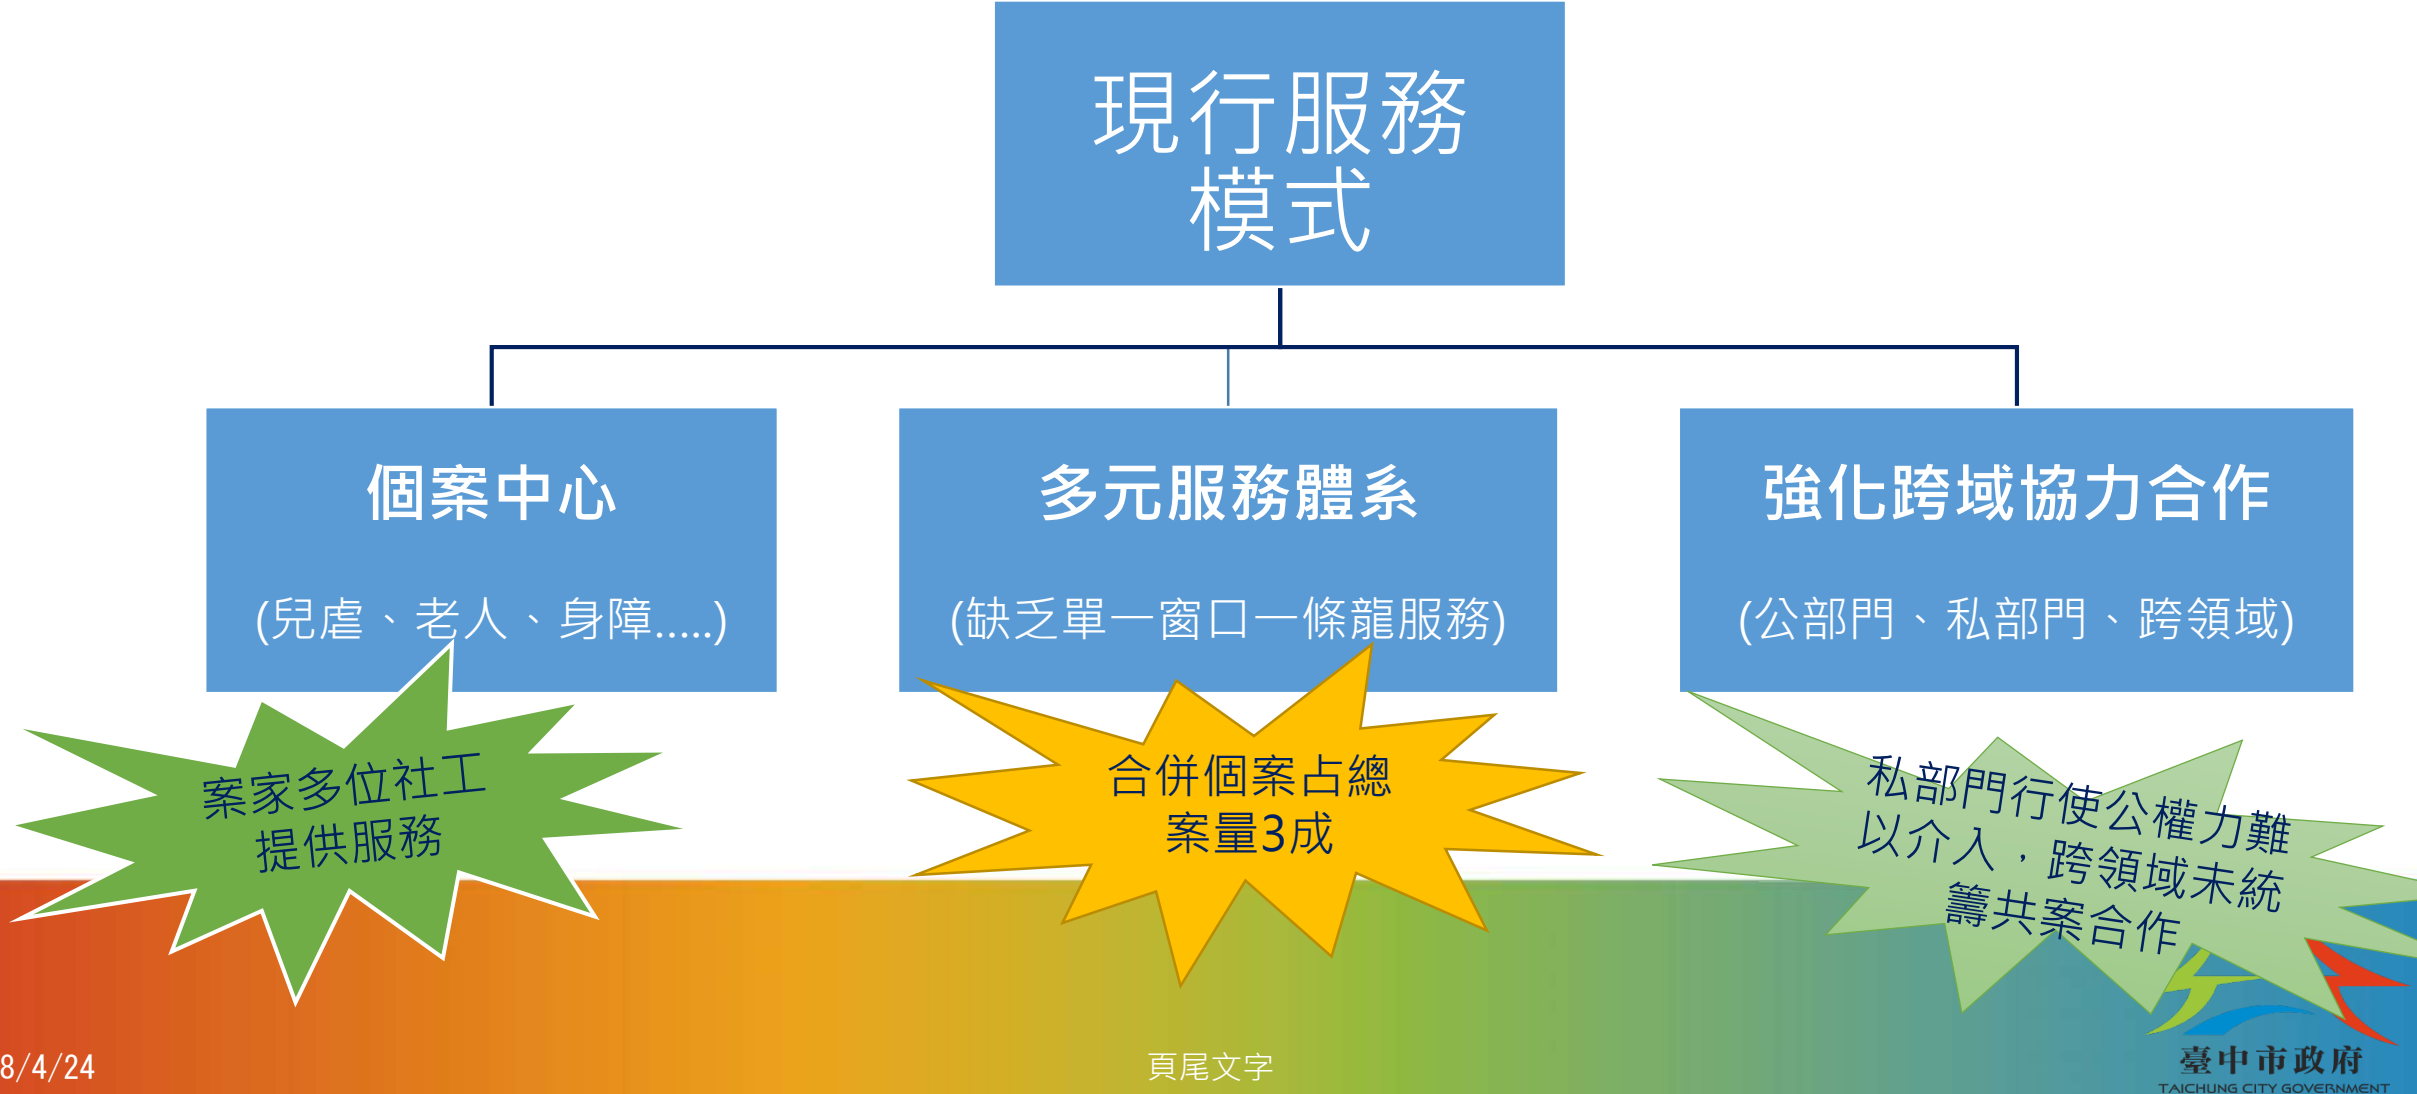 現行服務
模式
個案中心
(兒虐、老人、身障.....)
多元服務體系
(缺乏單一窗口一條龍服務)
強化跨域協力合作
(公部門、私部門、跨領域)
案家多位社工
提供服務
合併個案占總
案量3成
私部門行使公權力難
以介入，跨領域未統
籌共案合作
8/4/24
頁尾文字
臺中市政府
TAICHUNG CITY GOVERNMENT